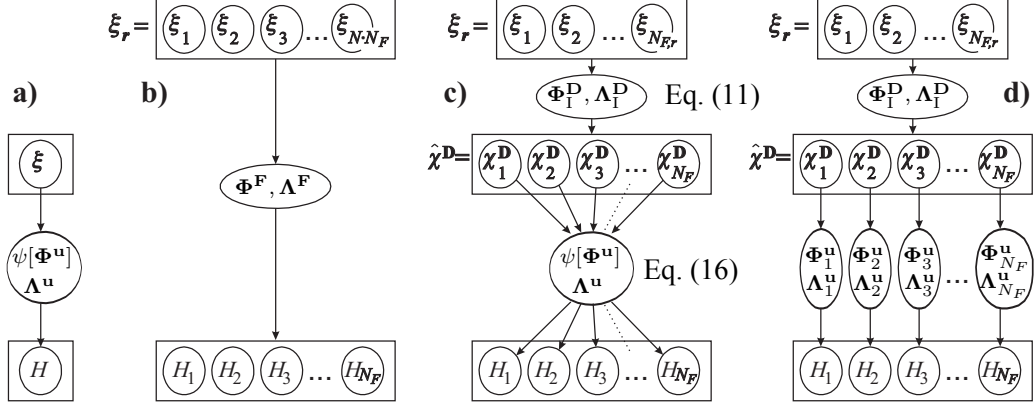 ξ_r = ξ_1 ξ_2 ξ_3 … ξ_{N·N_F}
ξ_r = ξ_1 ξ_2 … ξ_{N_F,r}
ξ_r = ξ_1 ξ_2 … ξ_{N_F,r}
a) b) c) d)
Φ_I^D, Λ_I^D Eq. (11)
Φ_I^D, Λ_I^D
ξ
Φ^F, Λ^F
χ̂^D = χ_1^D χ_2^D χ_3^D … χ_{N_F}^D
χ̂^D = χ_1^D χ_2^D χ_3^D … χ_{N_F}^D
ψ[Φ^u]
Λ^u
ψ[Φ^u]
Λ^u
Eq. (16)
Φ_1^u Φ_2^u Φ_3^u … Φ_{N_F}^u
Λ_1^u Λ_2^u Λ_3^u Λ_{N_F}^u
H
H_1 H_2 H_3 … H_{N_F}
H_1 H_2 H_3 … H_{N_F}
H_1 H_2 H_3 … H_{N_F}